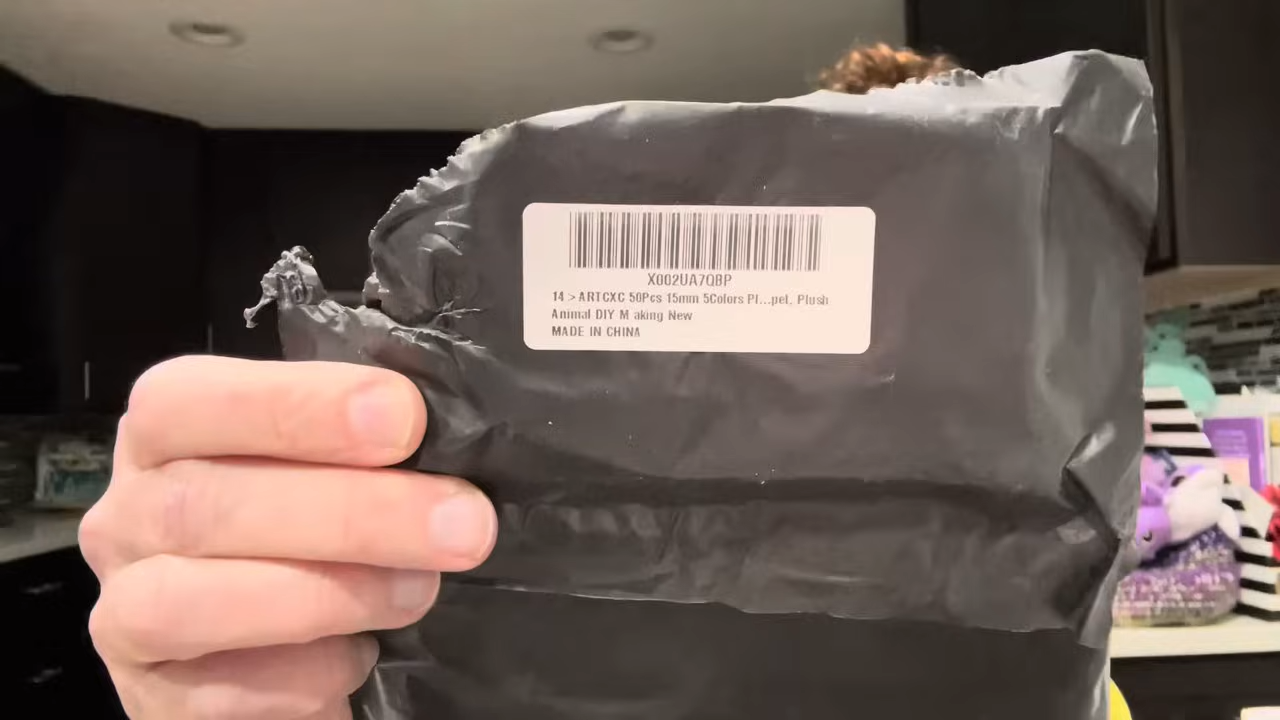 X002UA7QBP
14 > ARTCXC 50Pcs 15mm 5Colors Pl...pet, Plush
Animal DIY M aking New
MADE IN CHINA